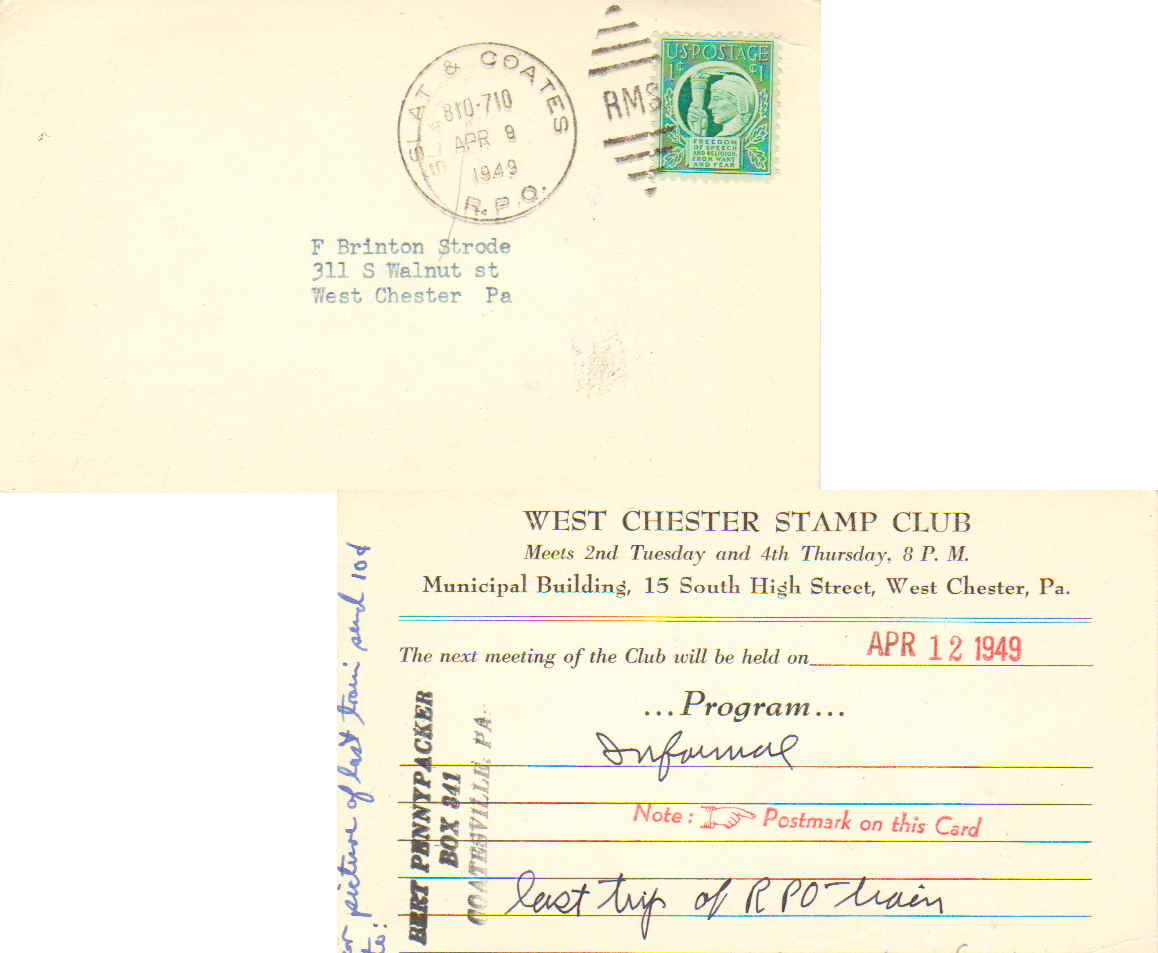 SLAT & COATES
810-710
APR 9
1949
R.P.O.
RMS
U·S·POSTAGE
1¢ ¢1
FREEDOM
OF SPEECH
AND RELIGION,
FROM WANT
AND FEAR
F Brinton Strode
311 S Walnut st
West Chester Pa
WEST CHESTER STAMP CLUB
Meets 2nd Tuesday and 4th Thursday, 8 P. M.
Municipal Building, 15 South High Street, West Chester, Pa.
The next meeting of the Club will be held on APR 12 1949
...Program...
Informal
Note: Postmark on this Card
last trip of RPO-train
BERT PENNYPACKER
BOX 841
COATESVILLE, PA.
or picture of last train send 10¢
to: